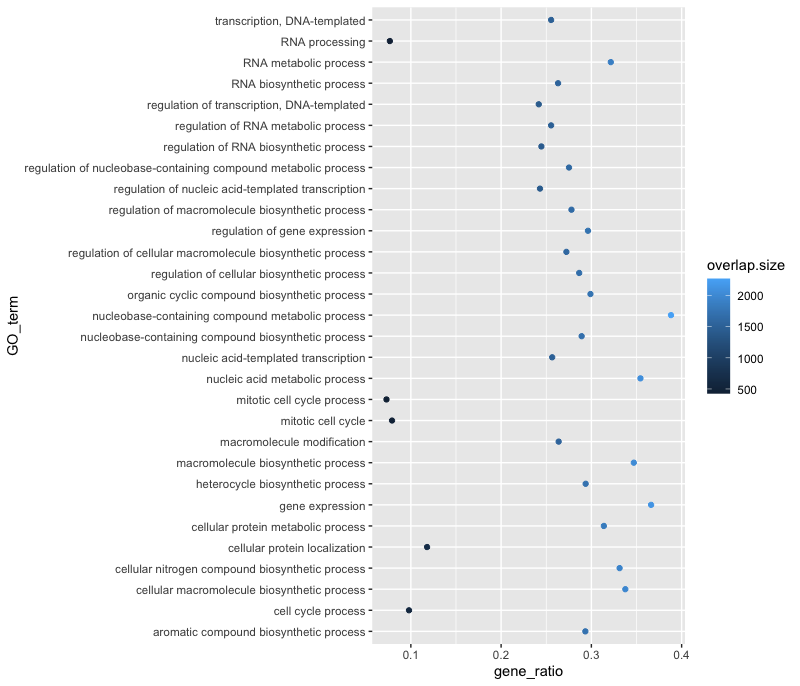 transcription, DNA-templated
RNA processing
RNA metabolic process
RNA biosynthetic process
regulation of transcription, DNA-templated
regulation of RNA metabolic process
regulation of RNA biosynthetic process
regulation of nucleobase-containing compound metabolic process
regulation of nucleic acid-templated transcription
regulation of macromolecule biosynthetic process
regulation of gene expression
regulation of cellular macromolecule biosynthetic process
regulation of cellular biosynthetic process
organic cyclic compound biosynthetic process
nucleobase-containing compound metabolic process
nucleobase-containing compound biosynthetic process
nucleic acid-templated transcription
nucleic acid metabolic process
mitotic cell cycle process
mitotic cell cycle
macromolecule modification
macromolecule biosynthetic process
heterocycle biosynthetic process
gene expression
cellular protein metabolic process
cellular protein localization
cellular nitrogen compound biosynthetic process
cellular macromolecule biosynthetic process
cell cycle process
aromatic compound biosynthetic process
GO_term
0.1 0.2 0.3 0.4
gene_ratio
overlap.size
2000
1500
1000
500